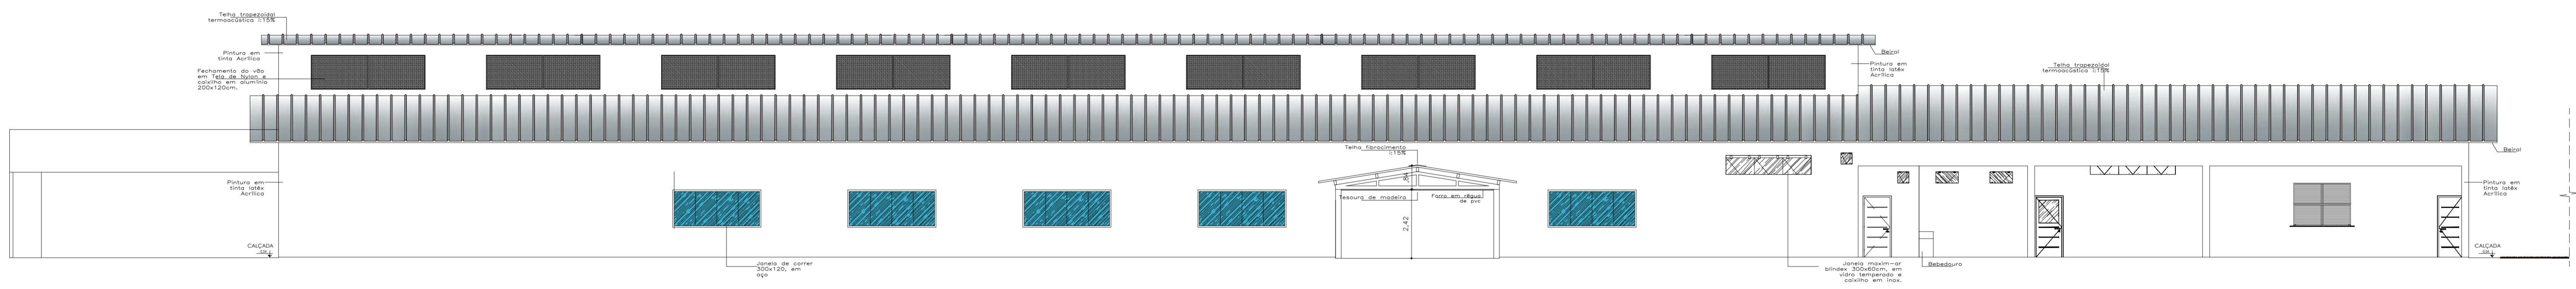 Telha trapezoidal
termoacústica i:15%
Pintura em
tinta Acrílica
Fechamento do vão
em Tela de Nylon e
caixilho em alumínio
200x120cm.
Beiral
Pintura em
tinta latéx
Acrílica
Telha trapezoidal
termoacústica i:15%
Beiral
Telha fibrocimento
i:15%
.84
Tesoura de madeira
Forro em régua
de pvc
2,42
Pintura em
tinta latéx
Acrílica
Pintura em
tinta latéx
Acrílica
CALÇADA
CALÇADA
Janela de correr
300x120, em
aço
Janela maxim-ar
blindex 300x60cm, em
vidro temperado e
caixilho em inox.
Bebedouro